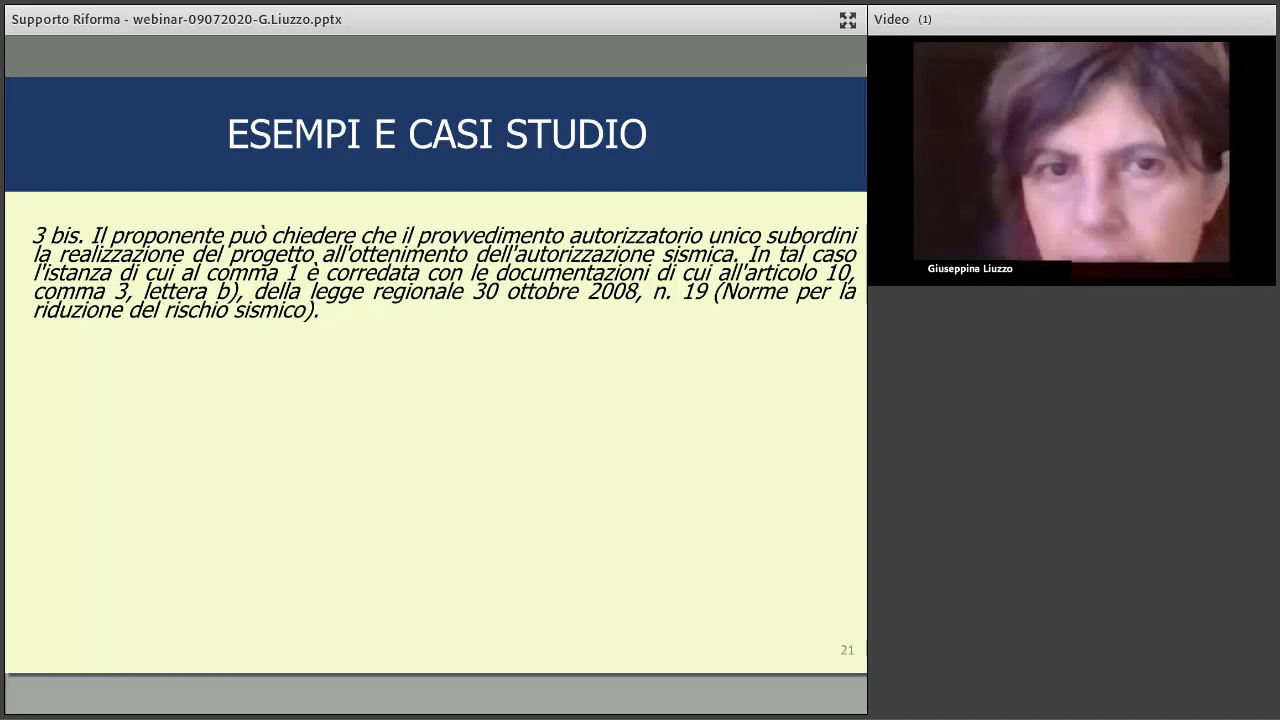 Supporto Riforma - webinar-09072020-G.Liuzzo.pptx
Video (1)
ESEMPI E CASI STUDIO
3 bis. Il proponente può chiedere che il provvedimento autorizzatorio unico subordini
la realizzazione del progetto all'ottenimento dell'autorizzazione sismica. In tal caso
l'istanza di cui al comma 1 è corredata con le documentazioni di cui all'articolo 10,
comma 3, lettera b), della legge regionale 30 ottobre 2008, n. 19 (Norme per la
riduzione del rischio sismico).
Giuseppina Liuzzo
21